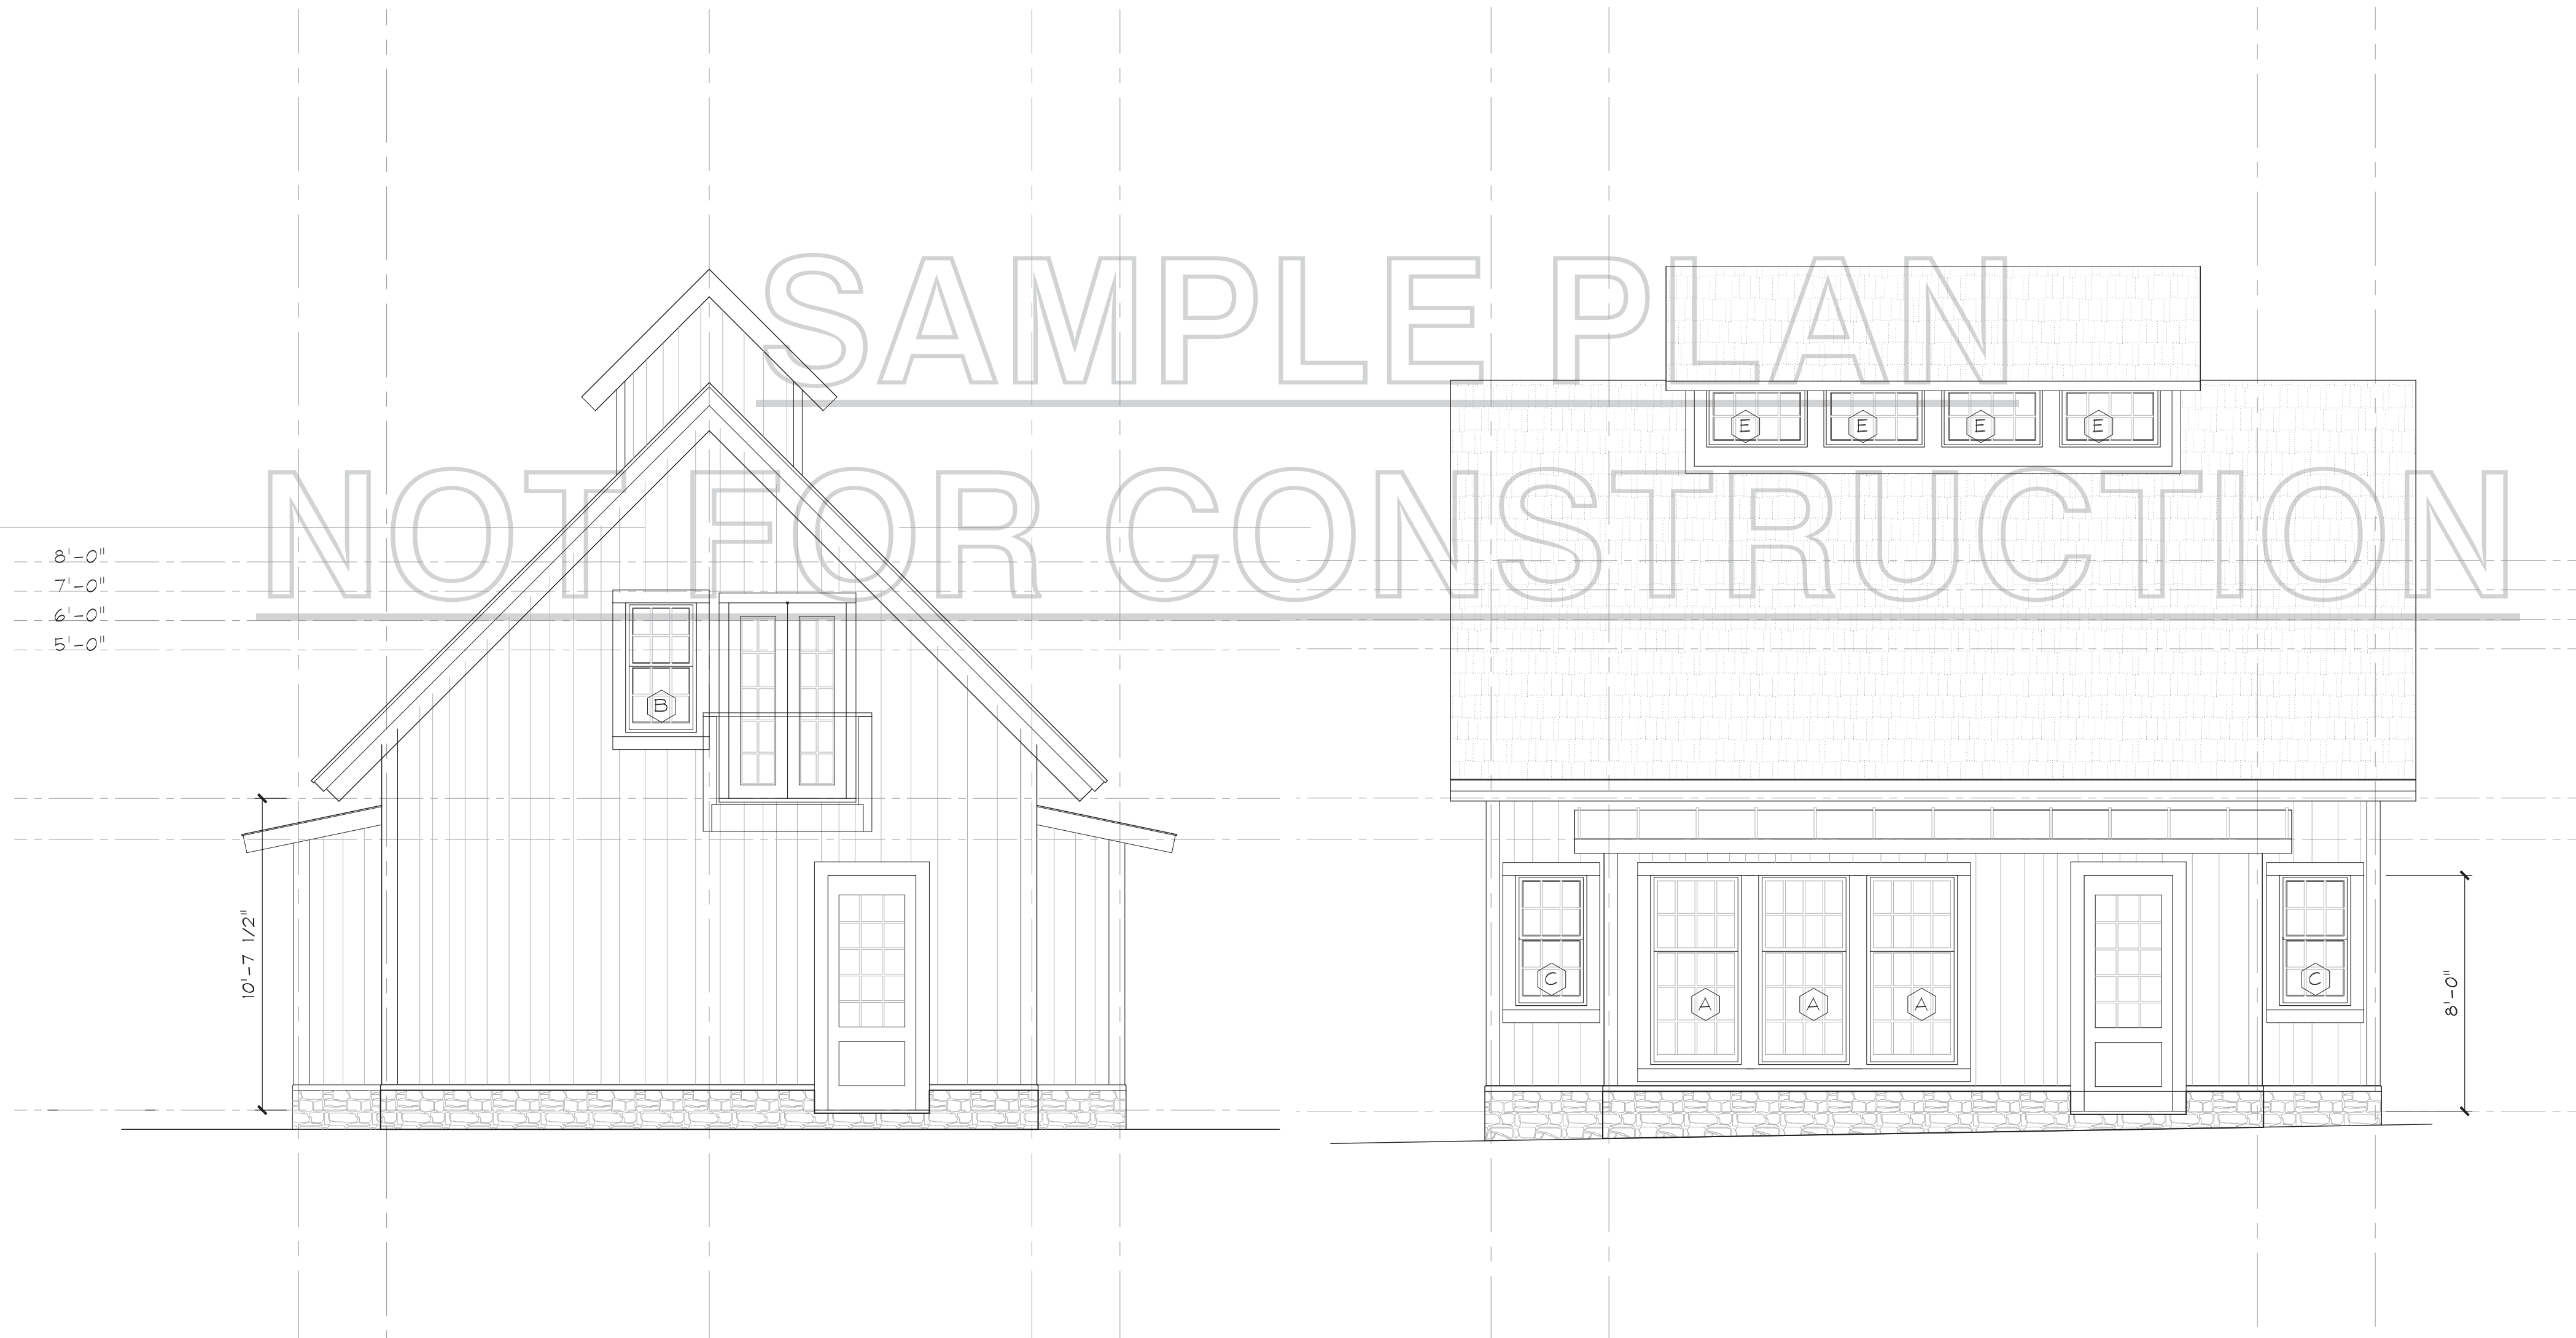 SAMPLE PLAN
E E E E
NOT FOR CONSTRUCTION
8'-0"
7'-0"
6'-0"
5'-0"
B
10'-7 1/2"
C A A A C
8'-0"